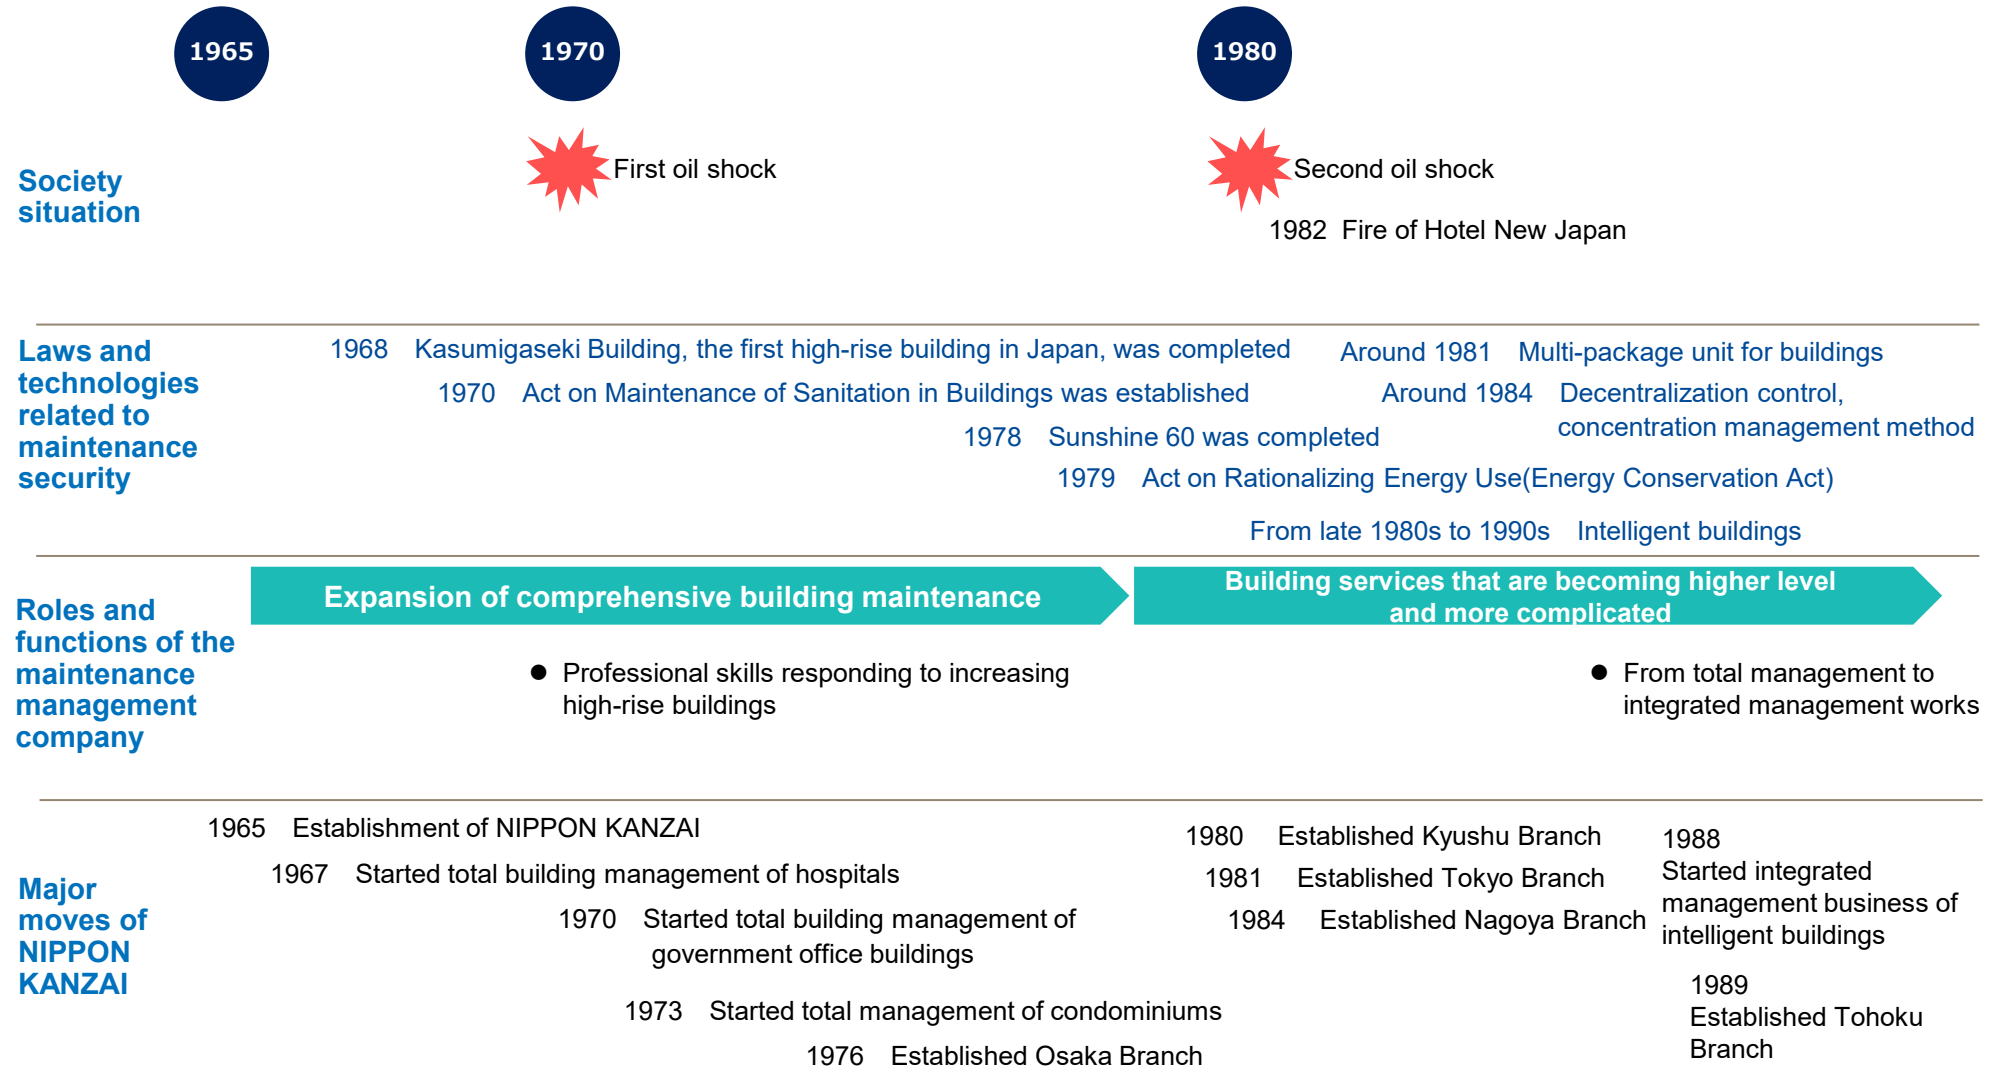 1965
1970
1980
Society
situation
First oil shock
Second oil shock
1982 Fire of Hotel New Japan
Laws and
technologies
related to
maintenance
security
1968 Kasumigaseki Building, the first high-rise building in Japan, was completed
1970 Act on Maintenance of Sanitation in Buildings was established
1978 Sunshine 60 was completed
1979 Act on Rationalizing Energy Use(Energy Conservation Act)
Around 1981 Multi-package unit for buildings
Around 1984 Decentralization control,
concentration management method
From late 1980s to 1990s Intelligent buildings
Roles and
functions of the
maintenance
management
company
Expansion of comprehensive building maintenance
Building services that are becoming higher level
and more complicated
● Professional skills responding to increasing
high-rise buildings
● From total management to
integrated management works
Major
moves of
NIPPON
KANZAI
1965 Establishment of NIPPON KANZAI
1967 Started total building management of hospitals
1970 Started total building management of
government office buildings
1973 Started total management of condominiums
1976 Established Osaka Branch
1980 Established Kyushu Branch
1981 Established Tokyo Branch
1984 Established Nagoya Branch
1988
Started integrated
management business of
intelligent buildings
1989
Established Tohoku
Branch